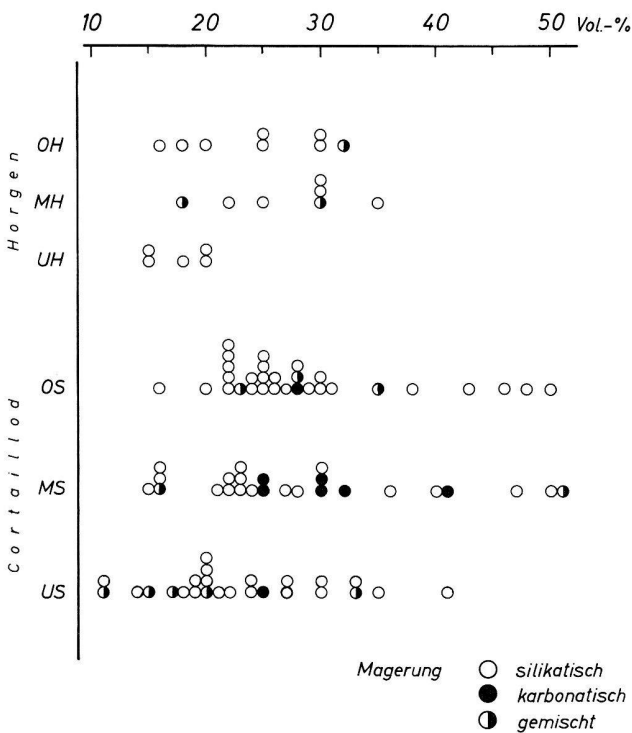 10 20 30 40 50 Vol.-%
Horgen
OH
MH
UH
Cortaillod
OS
MS
US
Magerung
silikatisch
karbonatisch
gemischt